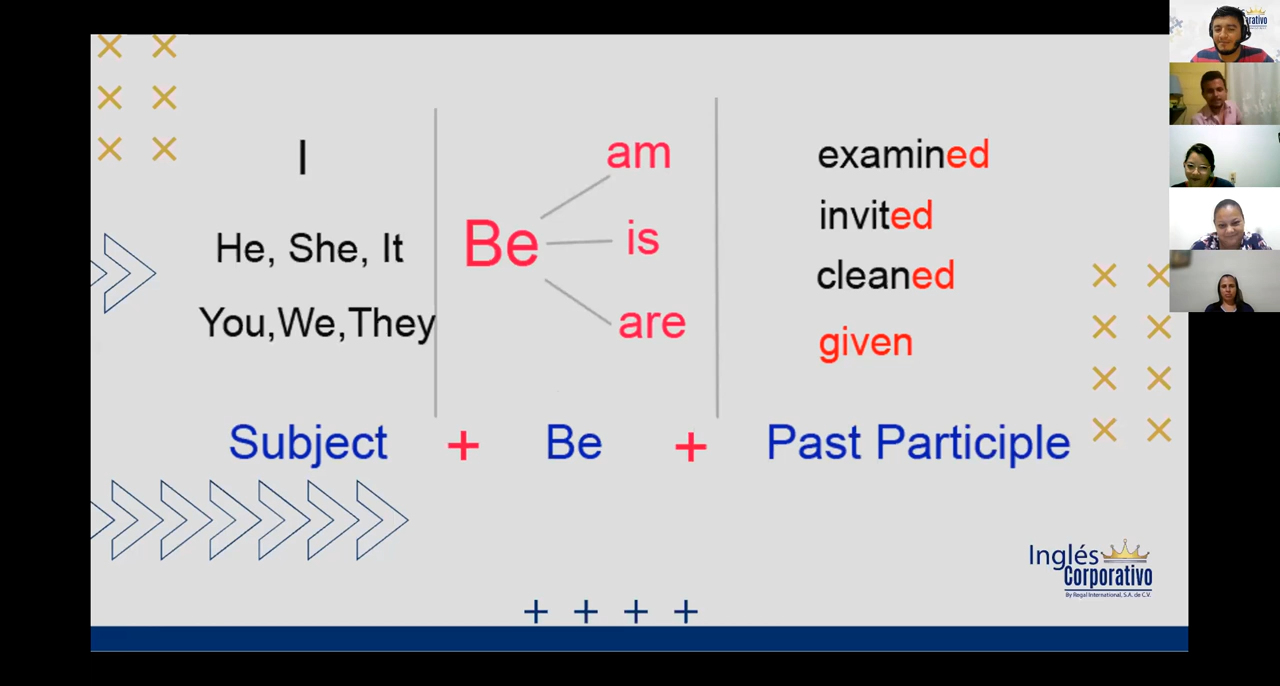 I
He, She, It
You,We,They
Be
am
is
are
examined
invited
cleaned
given
Subject + Be + Past Participle
Inglés
Corporativo
By Regal International, S.A. de C.V.